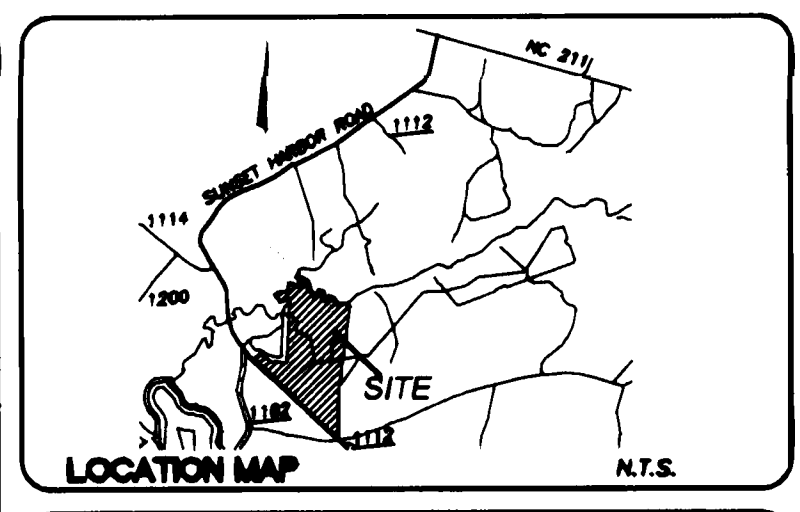 NC 211
1112
SUNSET HARBOR ROAD
1114
1200
SITE
1112
LOCATION MAP
N.T.S.